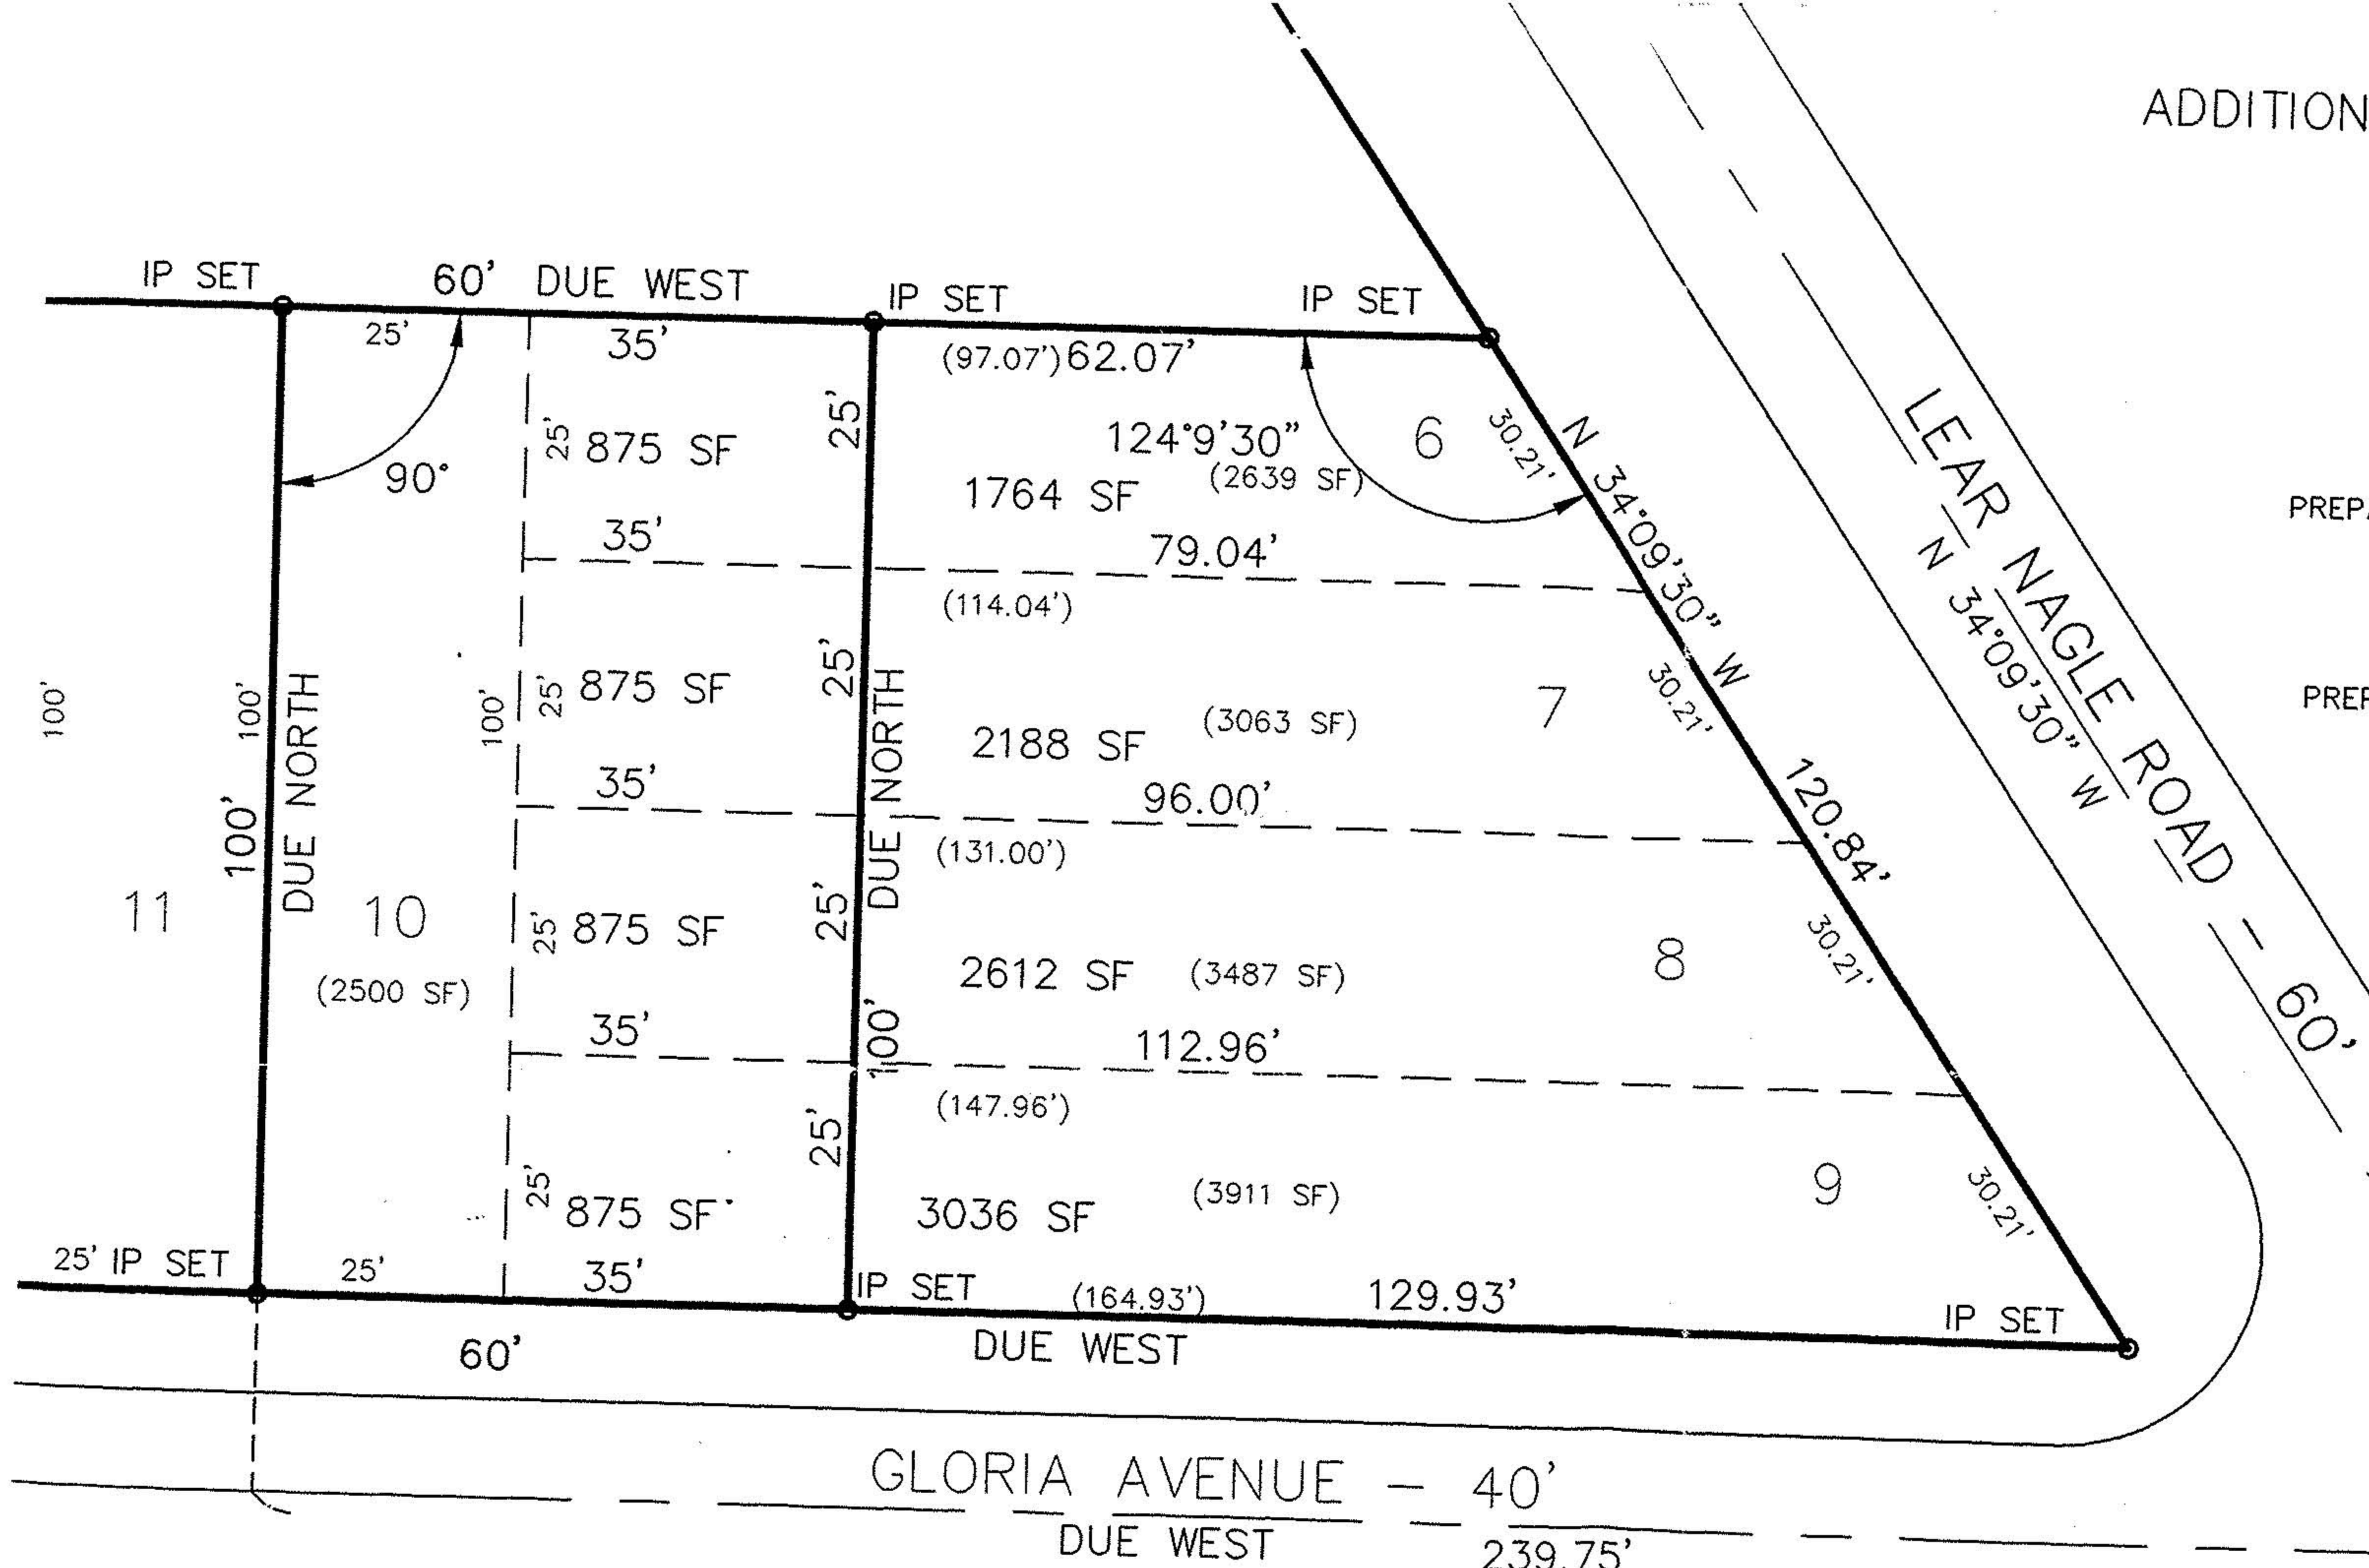 ADDITION
IP SET
60' DUE WEST
IP SET
IP SET
25'
35'
(97.07') 62.07'
25'
25'
875 SF
90°
124°9'30"
6
(2639 SF)
1764 SF
30.21'
N 34°09'30" W
35'
79.04'
(114.04')
LEAR NAGLE ROAD - 60'
N 34°09'30" W
PREPA
PREP
100'
100'
DUE NORTH
100'
100'
25'
875 SF
25'
DUE NORTH
100'
2188 SF
(3063 SF)
7
30.21'
120.84'
35'
96.00'
(131.00')
11
10
(2500 SF)
25'
875 SF
25'
2612 SF
(3487 SF)
8
30.21'
35'
112.96'
(147.96')
25'
875 SF
25'
3036 SF
(3911 SF)
9
30.21'
25' IP SET
25'
35'
IP SET
(164.93')
129.93'
IP SET
60'
DUE WEST
GLORIA AVENUE - 40'
DUE WEST
239.75'